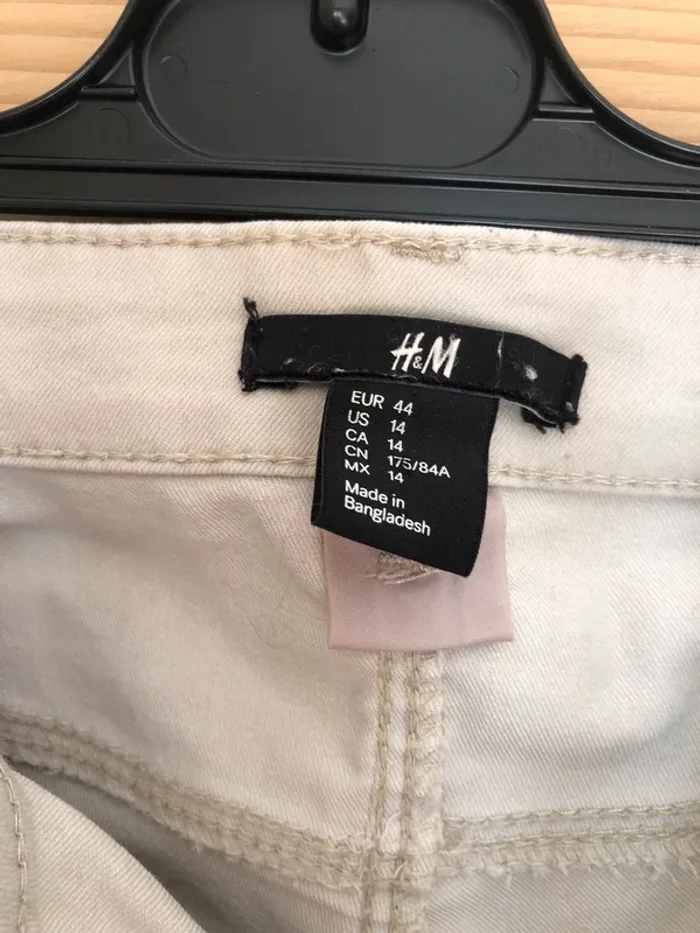 H&M
EUR 44
US 14
CA 14
CN 175/84A
MX 14
Made in
Bangladesh